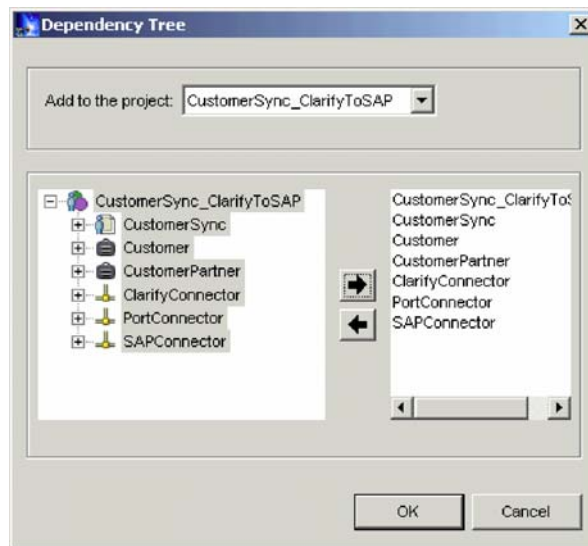 Dependency Tree
Add to the project: CustomerSync_ClarifyToSAP
CustomerSync_ClarifyToSAP
CustomerSync
Customer
CustomerPartner
ClarifyConnector
PortConnector
SAPConnector
CustomerSync_ClarifyToS
CustomerSync
Customer
CustomerPartner
ClarifyConnector
PortConnector
SAPConnector
OK
Cancel